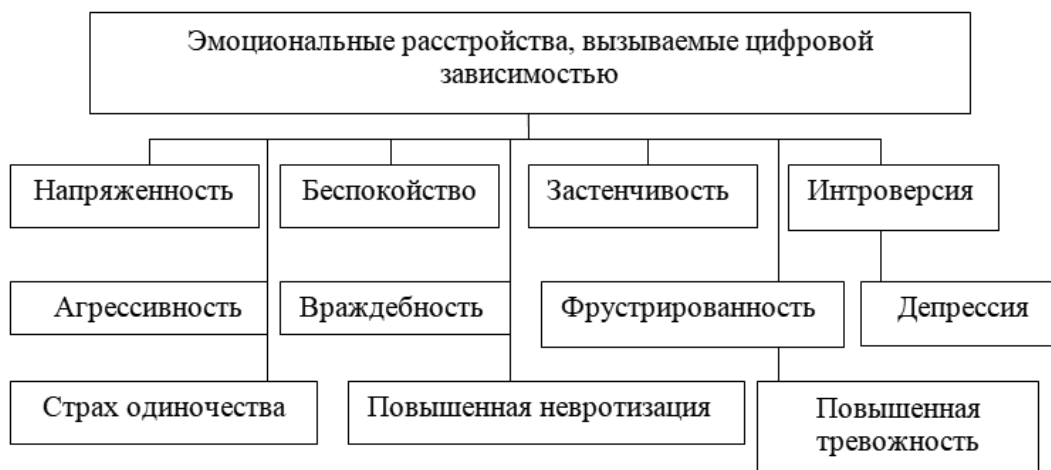 Эмоциональные расстройства, вызываемые цифровой
зависимостью
Напряженность
Беспокойство
Застенчивость
Интроверсия
Агрессивность
Враждебность
Фрустрированность
Депрессия
Страх одиночества
Повышенная невротизация
Повышенная
тревожность